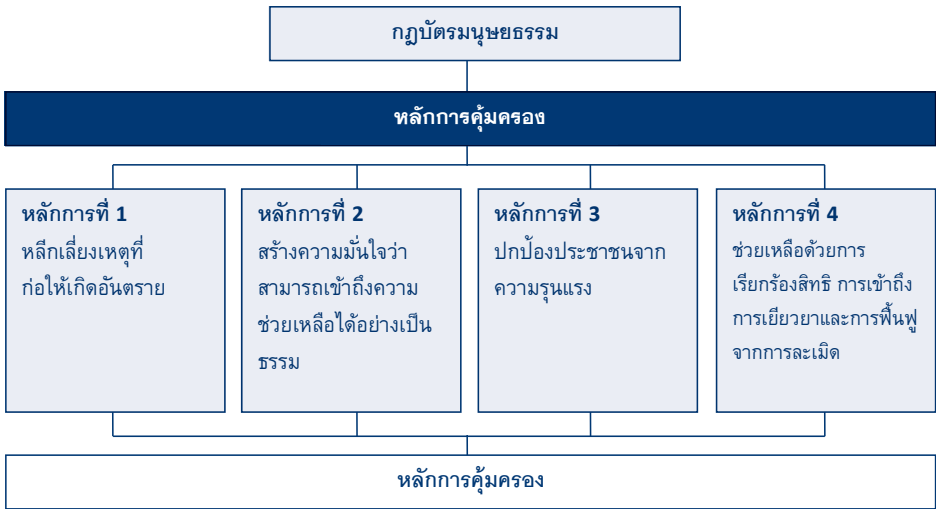 กฎบัตรมนุษยธรรม
หลักการคุ้มครอง
หลักการที่ 1
หลีกเลี่ยงเหตุที่
ก่อให้เกิดอันตราย
หลักการที่ 2
สร้างความมั่นใจว่า
สามารถเข้าถึงความ
ช่วยเหลือได้อย่างเป็น
ธรรม
หลักการที่ 3
ปกป้องประชาชนจาก
ความรุนแรง
หลักการที่ 4
ช่วยเหลือด้วยการ
เรียกร้องสิทธิ การเข้าถึง
การเยียวยาและการฟื้นฟู
จากการละเมิด
หลักการคุ้มครอง